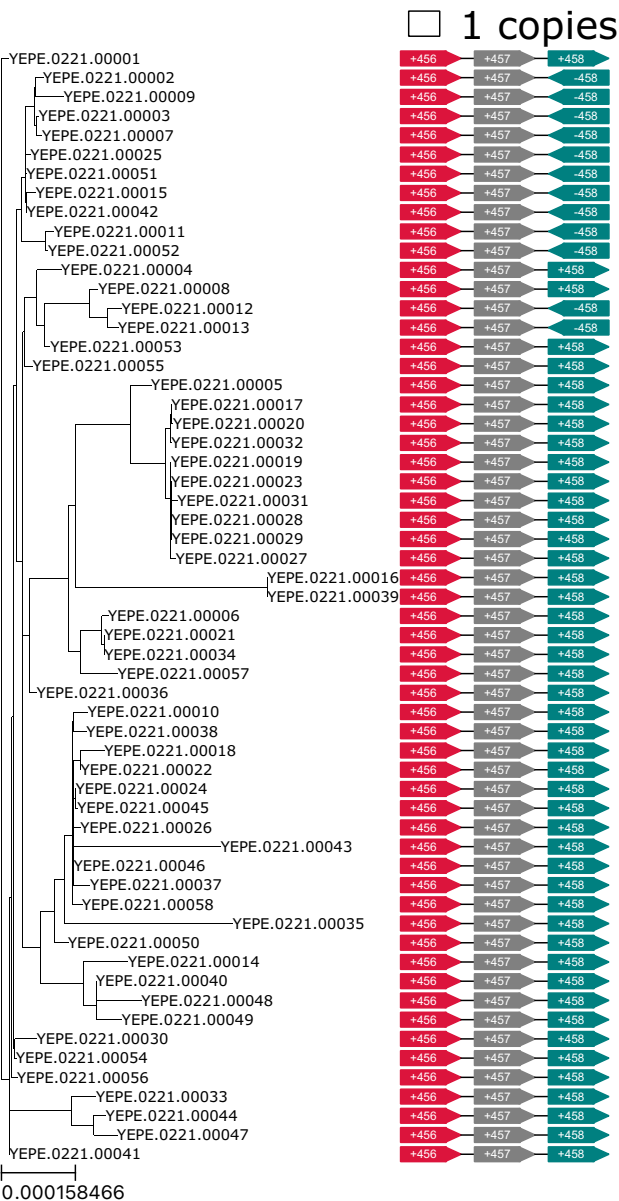 1 copies
YEPE.0221.00001 +456 +457 +458
YEPE.0221.00002 +456 +457 -458
YEPE.0221.00009 +456 +457 -458
YEPE.0221.00003 +456 +457 -458
YEPE.0221.00007 +456 +457 -458
YEPE.0221.00025 +456 +457 -458
YEPE.0221.00051 +456 +457 -458
YEPE.0221.00015 +456 +457 -458
YEPE.0221.00042 +456 +457 -458
YEPE.0221.00011 +456 +457 -458
YEPE.0221.00052 +456 +457 -458
YEPE.0221.00004 +456 +457 +458
YEPE.0221.00008 +456 +457 +458
YEPE.0221.00012 +456 +457 -458
YEPE.0221.00013 +456 +457 -458
YEPE.0221.00053 +456 +457 +458
YEPE.0221.00055 +456 +457 +458
YEPE.0221.00005 +456 +457 +458
YEPE.0221.00017 +456 +457 +458
YEPE.0221.00020 +456 +457 +458
YEPE.0221.00032 +456 +457 +458
YEPE.0221.00019 +456 +457 +458
YEPE.0221.00023 +456 +457 +458
YEPE.0221.00031 +456 +457 +458
YEPE.0221.00028 +456 +457 +458
YEPE.0221.00029 +456 +457 +458
YEPE.0221.00027 +456 +457 +458
YEPE.0221.00016 +456 +457 +458
YEPE.0221.00039 +456 +457 +458
YEPE.0221.00006 +456 +457 +458
YEPE.0221.00021 +456 +457 +458
YEPE.0221.00034 +456 +457 +458
YEPE.0221.00057 +456 +457 +458
YEPE.0221.00036 +456 +457 +458
YEPE.0221.00010 +456 +457 +458
YEPE.0221.00038 +456 +457 +458
YEPE.0221.00018 +456 +457 +458
YEPE.0221.00022 +456 +457 +458
YEPE.0221.00024 +456 +457 +458
YEPE.0221.00045 +456 +457 +458
YEPE.0221.00026 +456 +457 +458
YEPE.0221.00043 +456 +457 +458
YEPE.0221.00046 +456 +457 +458
YEPE.0221.00037 +456 +457 +458
YEPE.0221.00058 +456 +457 +458
YEPE.0221.00035 +456 +457 +458
YEPE.0221.00050 +456 +457 +458
YEPE.0221.00014 +456 +457 +458
YEPE.0221.00040 +456 +457 +458
YEPE.0221.00048 +456 +457 +458
YEPE.0221.00049 +456 +457 +458
YEPE.0221.00030 +456 +457 +458
YEPE.0221.00054 +456 +457 +458
YEPE.0221.00056 +456 +457 +458
YEPE.0221.00033 +456 +457 +458
YEPE.0221.00044 +456 +457 +458
YEPE.0221.00047 +456 +457 +458
YEPE.0221.00041 +456 +457 +458
0.000158466